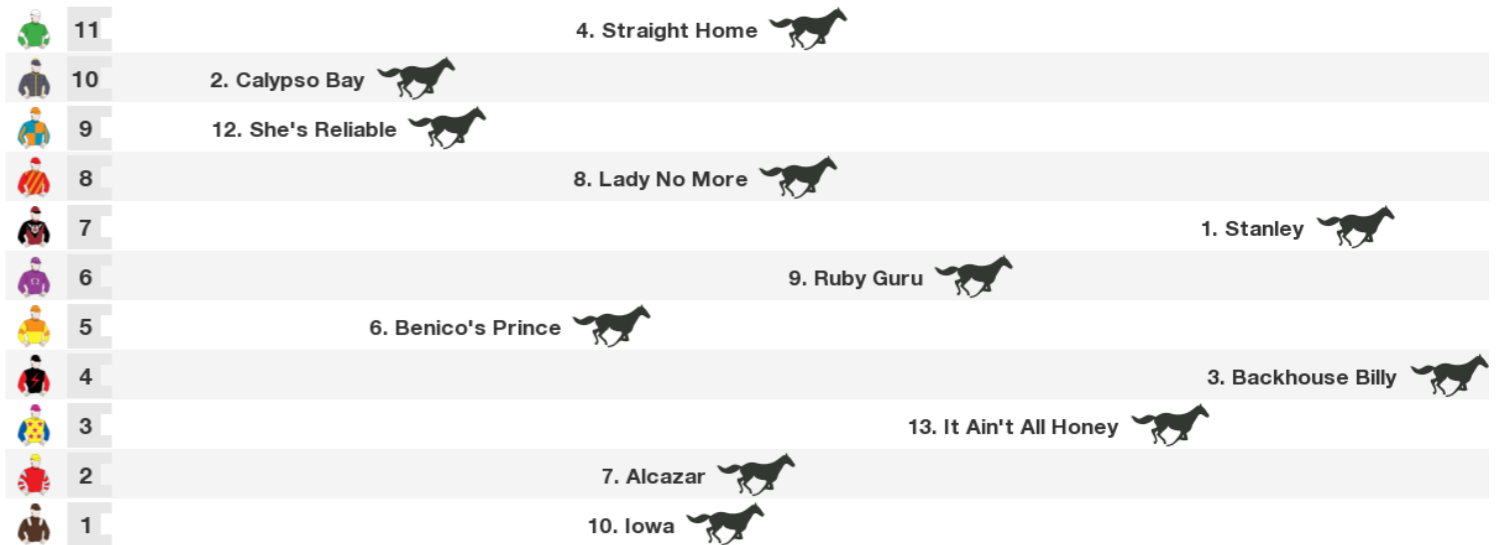 11 4. Straight Home
10 2. Calypso Bay
9 12. She's Reliable
8 8. Lady No More
7 1. Stanley
6 9. Ruby Guru
5 6. Benico's Prince
4 3. Backhouse Billy
3 13. It Ain't All Honey
2 7. Alcazar
1 10. Iowa